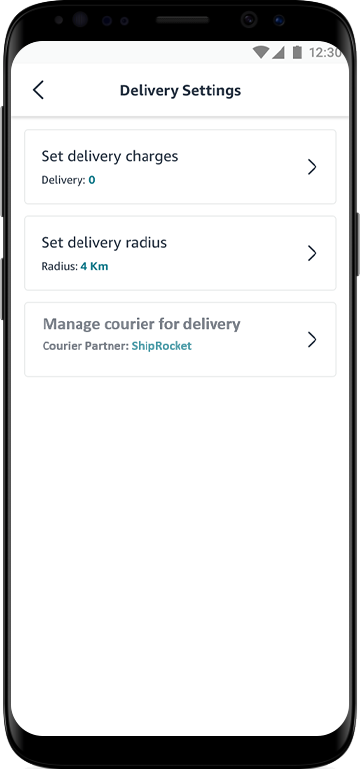 12:30
Delivery Settings
Set delivery charges
Delivery: 0
Set delivery radius
Radius: 4 Km
Manage courier for delivery
Courier Partner: ShipRocket